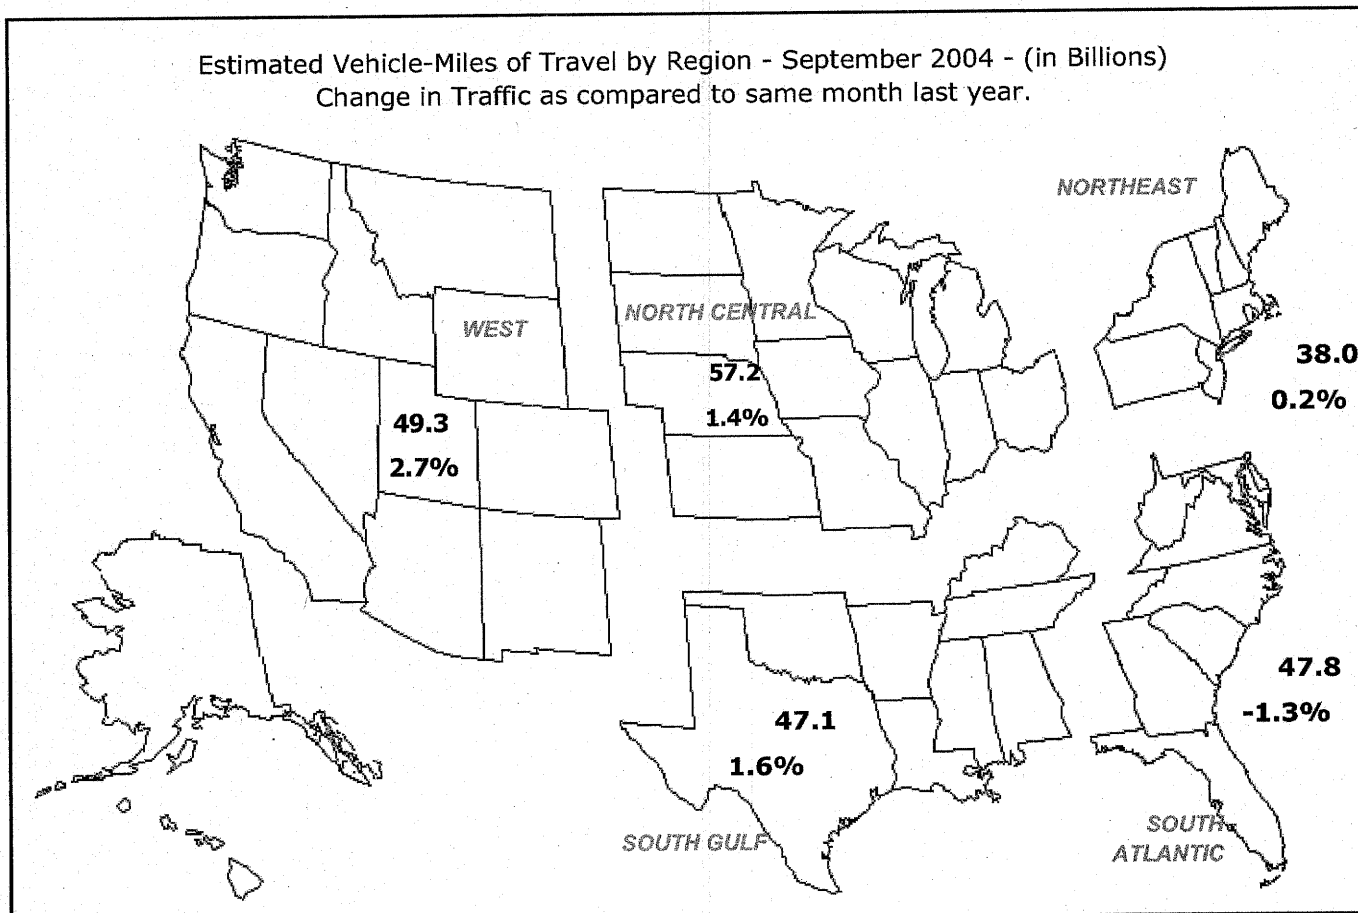 Estimated Vehicle-Miles of Travel by Region - September 2004 - (in Billions)
Change in Traffic as compared to same month last year.
NORTHEAST
38.0
0.2%
NORTH CENTRAL
57.2
1.4%
WEST
49.3
2.7%
47.8
-1.3%
SOUTH
ATLANTIC
47.1
1.6%
SOUTH GULF